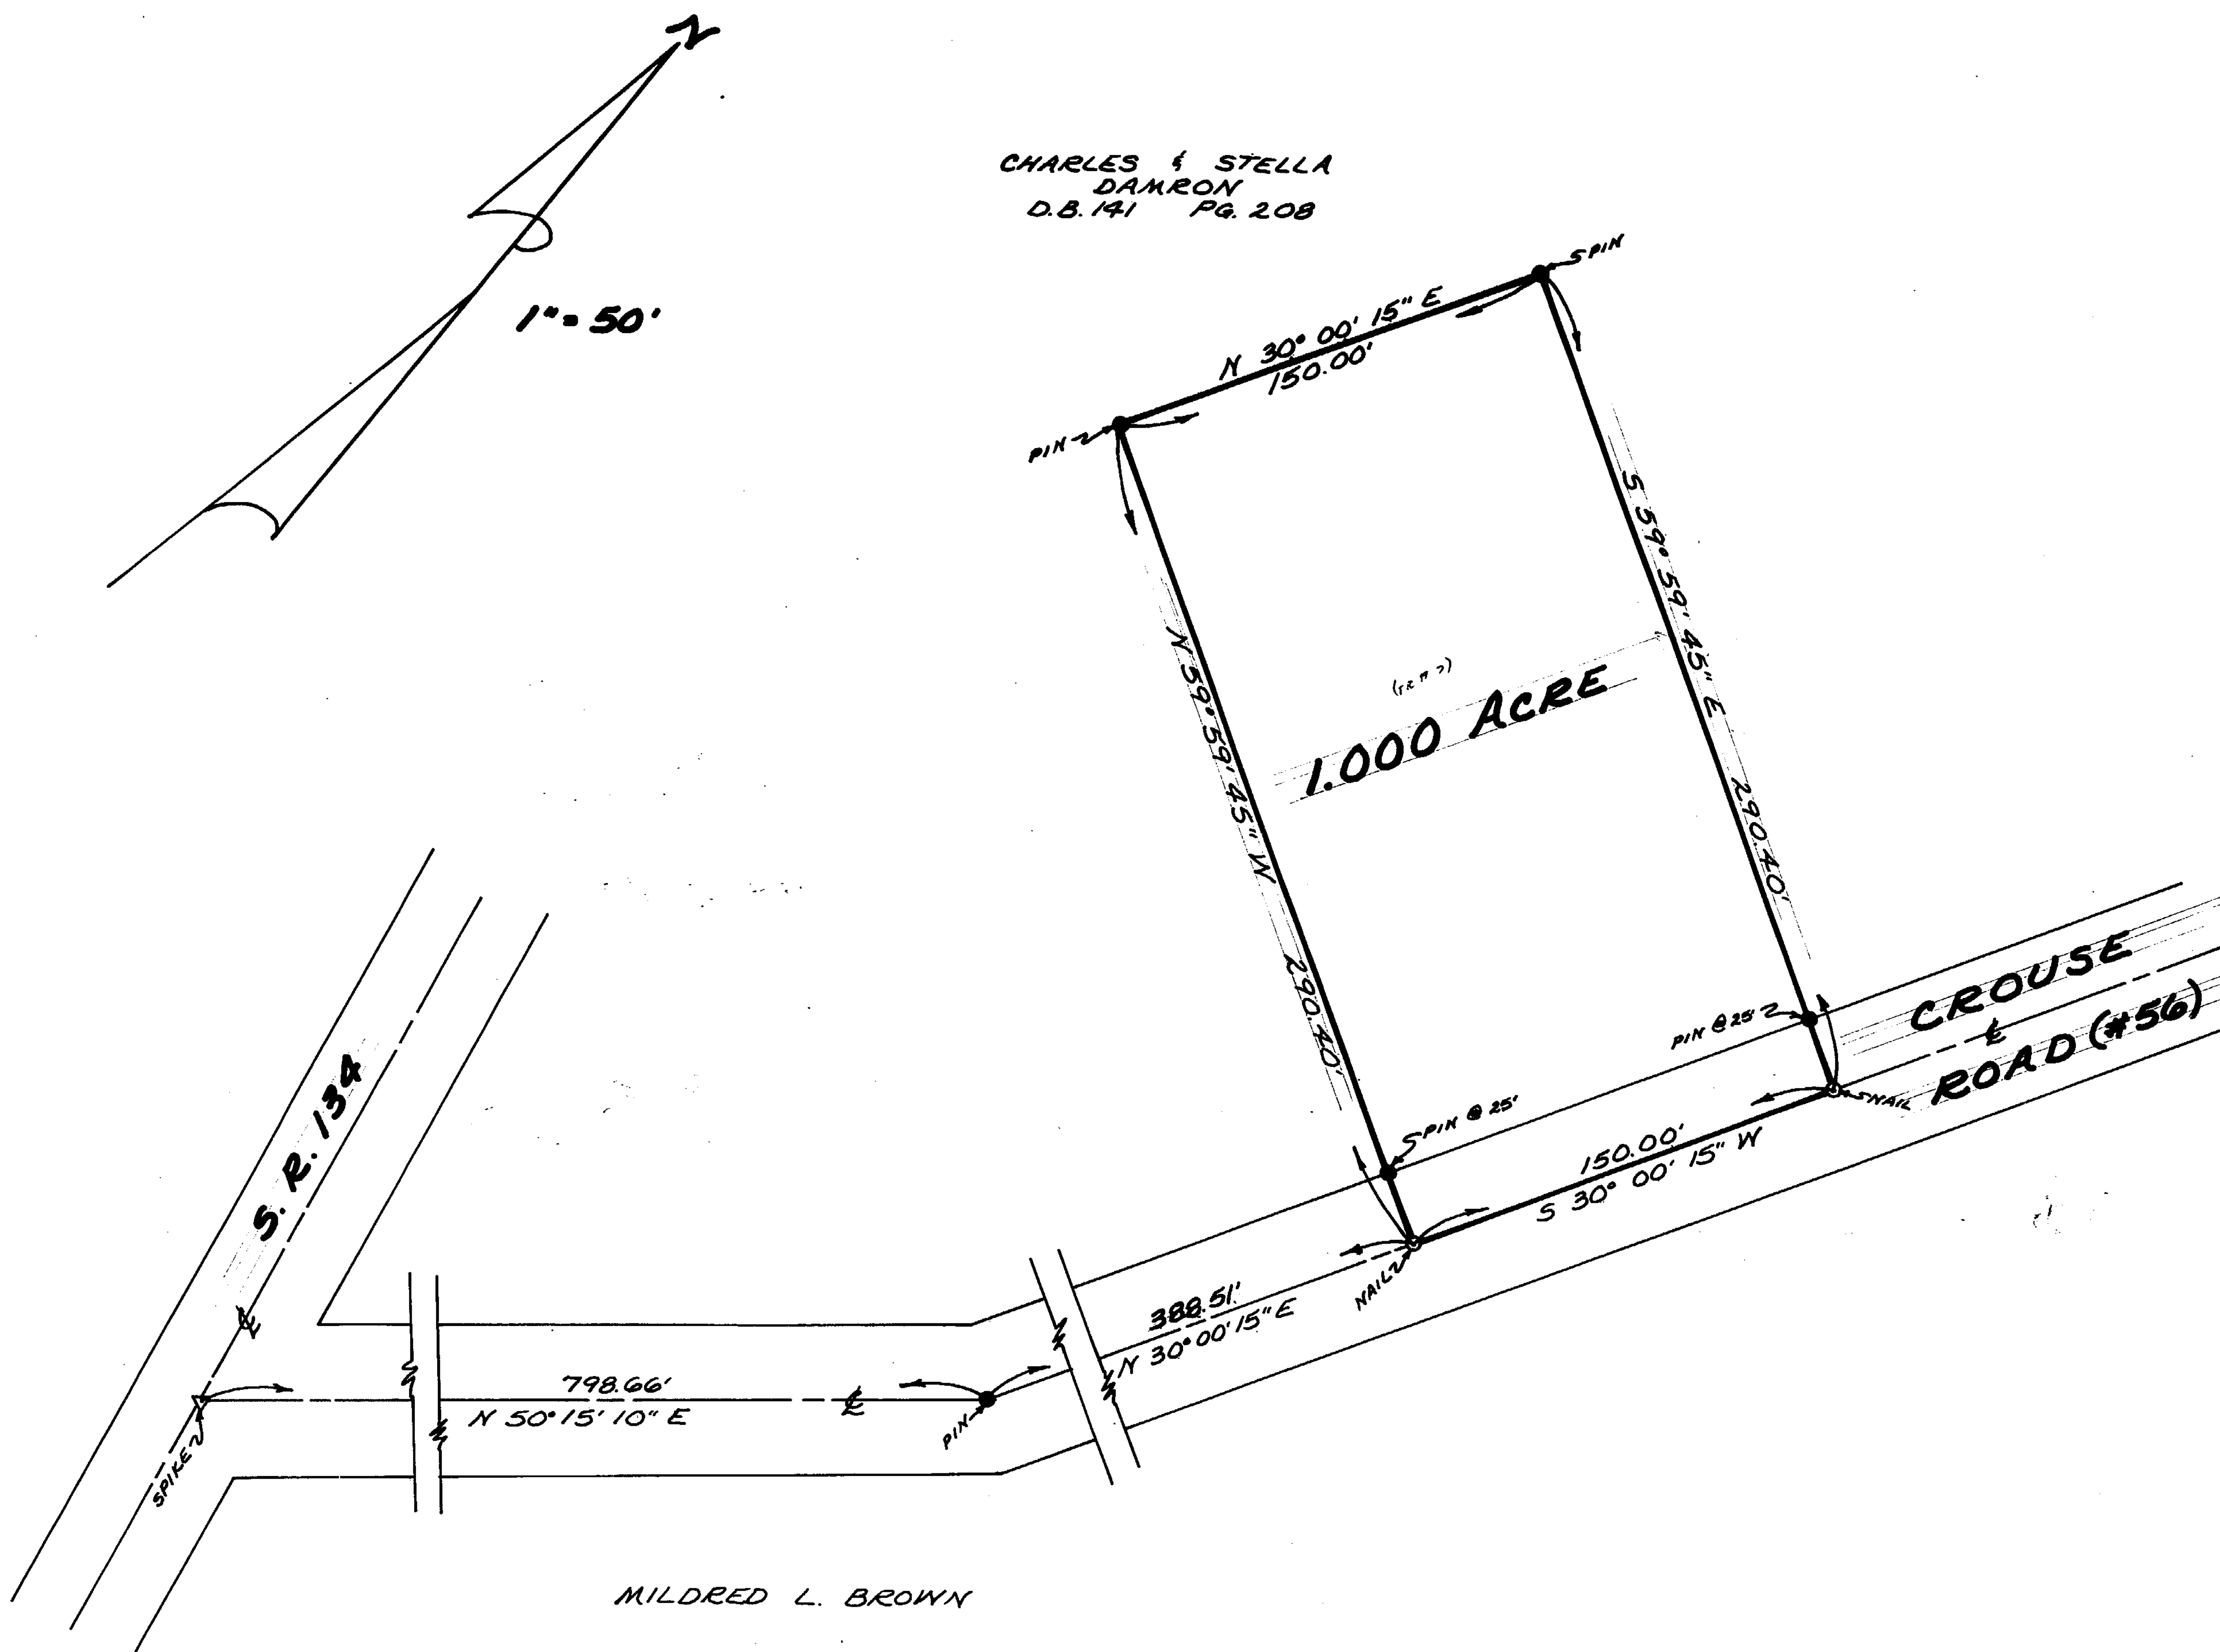 N
1" = 50'
CHARLES & STELLA
DAMRON
D.B. 141 PG. 208
PIN
N 30° 00' 15" E
150.00'
PIN
S 59° 59' 45" E 290.40'
N 59° 59' 45" W 290.40'
1.000 ACRE
CROUSE
℄
ROAD (#56)
PIN @ 25'
NAIL
PIN @ 25'
150.00'
S 30° 00' 15" W
S. R. 134
℄
NAIL
388.51'
N 30° 00' 15" E
798.66'
℄
N 50° 15' 10" E
PIN
SPIKE
MILDRED L. BROWN